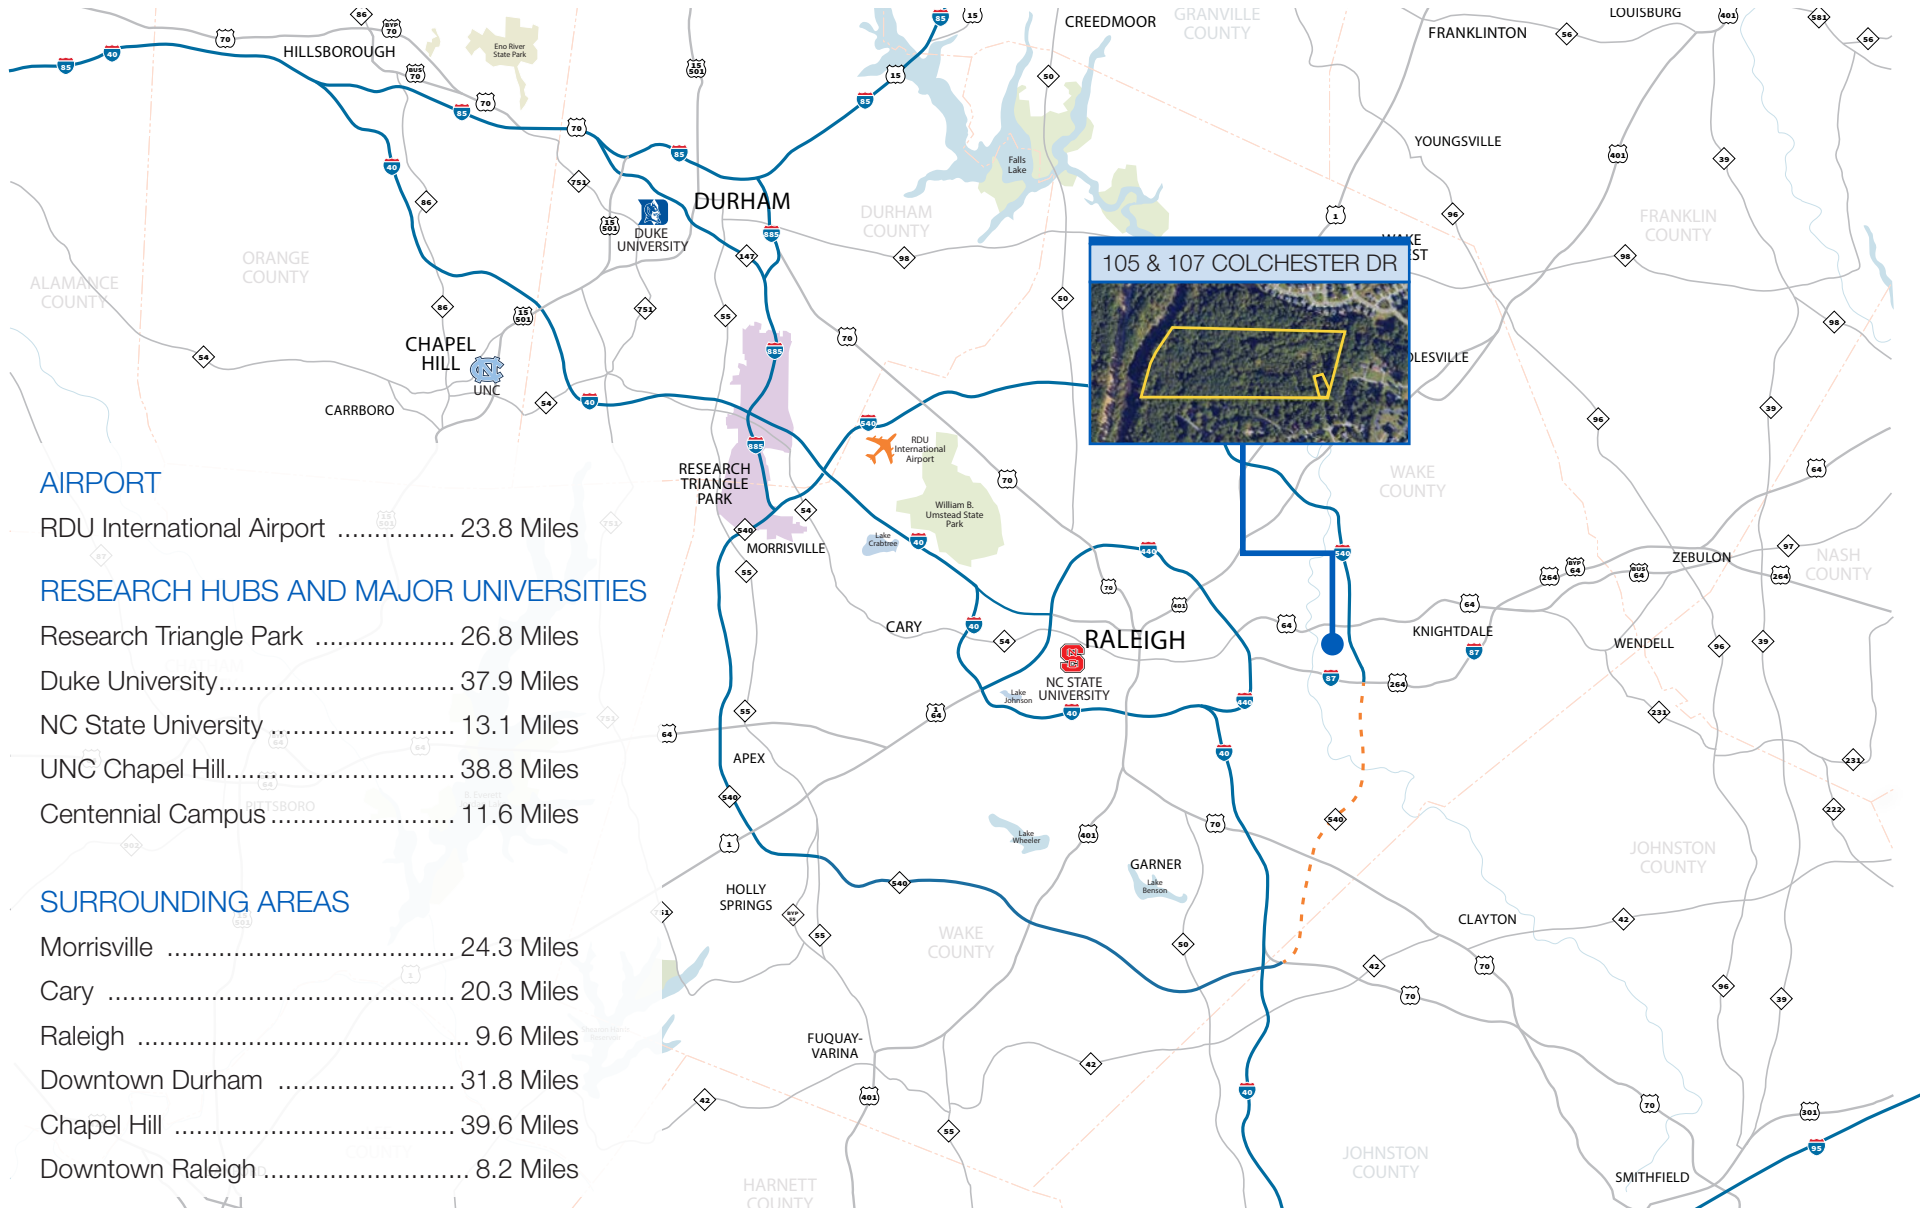 HILLSBOROUGH
Eno River
State Park
CREEDMOOR
GRANVILLE
COUNTY
FRANKLINTON
LOUISBURG
YOUNGSVILLE
Falls
Lake
DURHAM
DUKE
UNIVERSITY
DURHAM
COUNTY
FRANKLIN
COUNTY
ORANGE
COUNTY
ALAMANCE
COUNTY
105 & 107 COLCHESTER DR
CHAPEL
HILL
UNC
CARRBORO
RESEARCH
TRIANGLE
PARK
RDU
International
Airport
William B.
Umstead State
Park
Lake
Crabtree
MORRISVILLE
WAKE
COUNTY
ZEBULON
NASH
COUNTY
CARY
RALEIGH
NC STATE
UNIVERSITY
Lake
Johnson
KNIGHTDALE
WENDELL
APEX
Lake
Wheeler
GARNER
Lake
Benson
HOLLY
SPRINGS
WAKE
COUNTY
CLAYTON
JOHNSTON
COUNTY
FUQUAY-
VARINA
HARNETT
COUNTY
JOHNSTON
COUNTY
SMITHFIELD
AIRPORT
RDU International Airport ................ 23.8 Miles
RESEARCH HUBS AND MAJOR UNIVERSITIES
Research Triangle Park ................... 26.8 Miles
Duke University................................ 37.9 Miles
NC State University ......................... 13.1 Miles
UNC Chapel Hill............................... 38.8 Miles
Centennial Campus......................... 11.6 Miles
SURROUNDING AREAS
Morrisville ....................................... 24.3 Miles
Cary ............................................... 20.3 Miles
Raleigh ............................................. 9.6 Miles
Downtown Durham ........................ 31.8 Miles
Chapel Hill ...................................... 39.6 Miles
Downtown Raleigh............................ 8.2 Miles